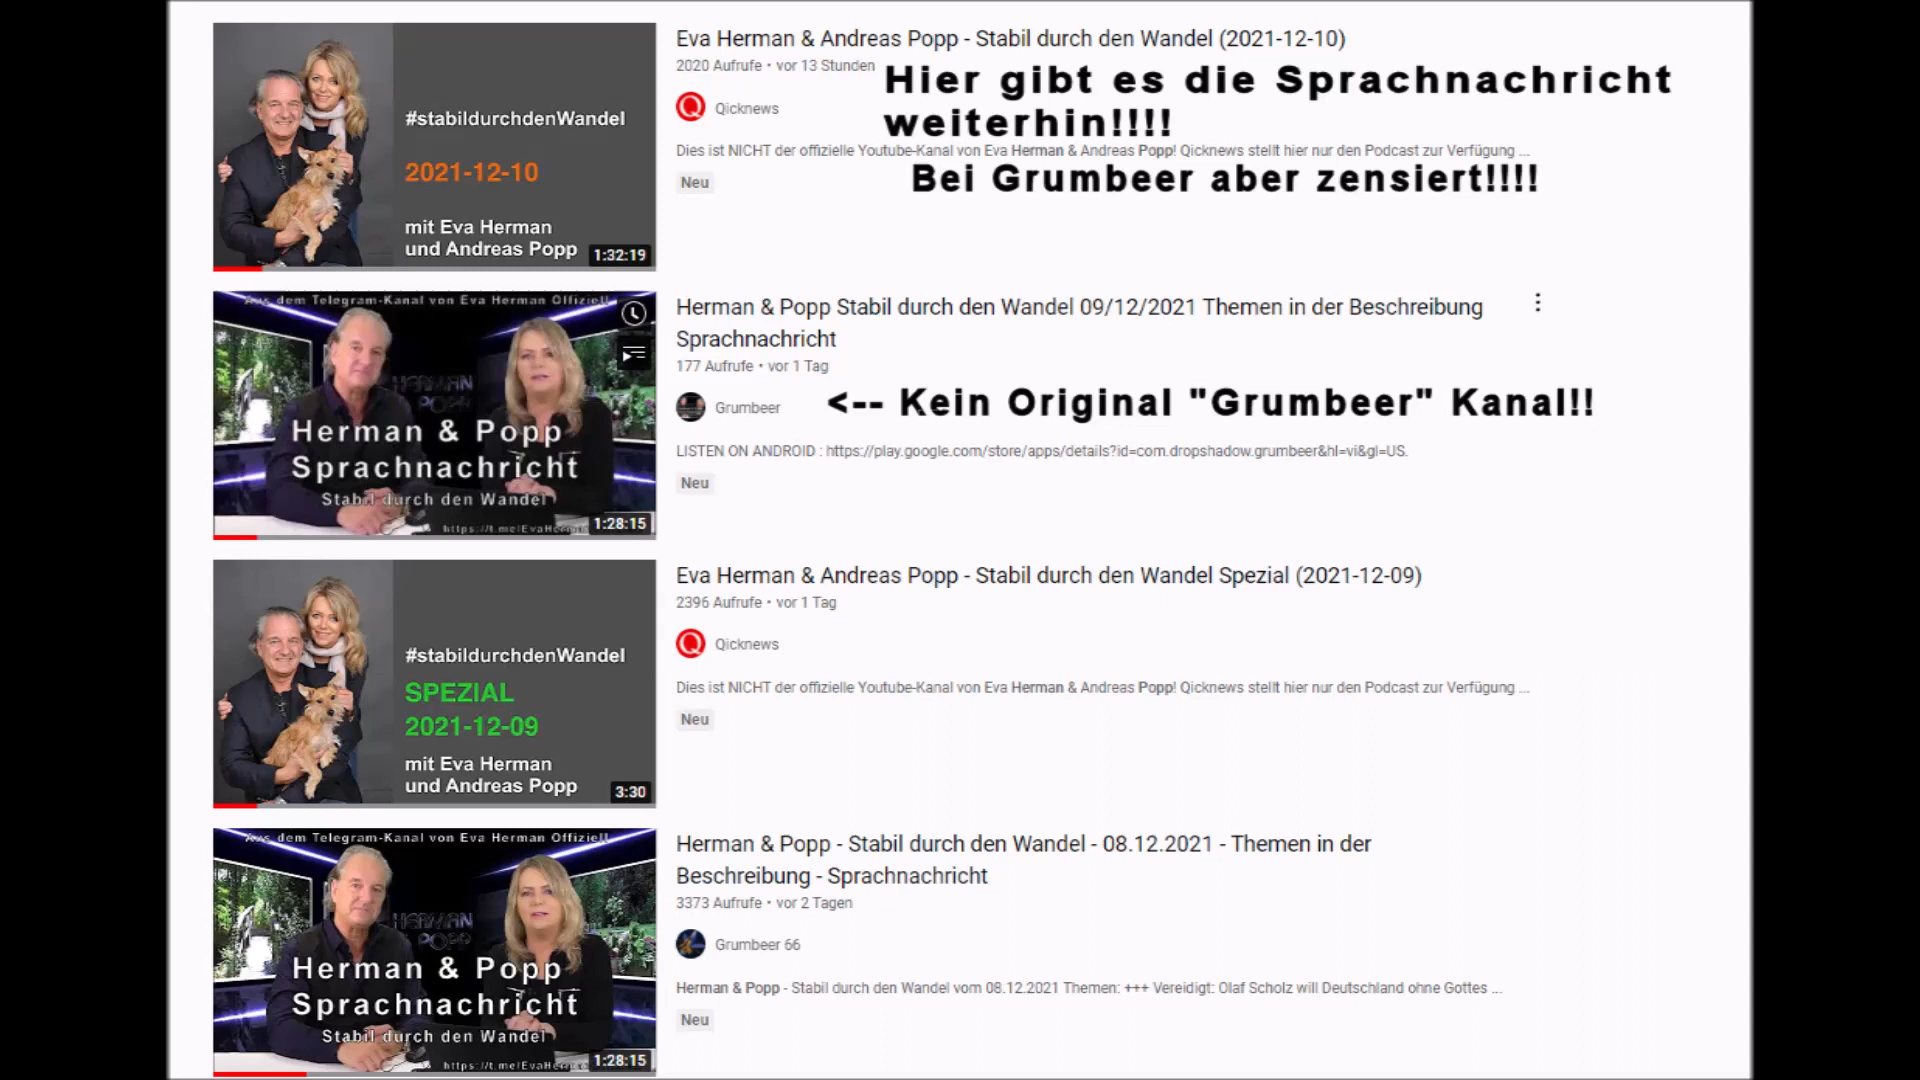 Eva Herman & Andreas Popp - Stabil durch den Wandel (2021-12-10)
2020 Aufrufe • vor 13 Stunden
Hier gibt es die Sprachnachricht
weiterhin!!!!
Qicknews
Dies ist NICHT der offizielle Youtube-Kanal von Eva Herman & Andreas Popp! Qicknews stellt hier nur den Podcast zur Verfügung ...
Bei Grumbeer aber zensiert!!!!
Neu
#stabildurchdenWandel
2021-12-10
mit Eva Herman
und Andreas Popp
1:32:19
Aus dem Telegram-Kanal von Eva Herman Offiziell
HERMAN
POPP
Herman & Popp
Sprachnachricht
Stabil durch den Wandel
1:28:15
Herman & Popp Stabil durch den Wandel 09/12/2021 Themen in der Beschreibung
Sprachnachricht
177 Aufrufe • vor 1 Tag
Grumbeer
<-- Kein Original "Grumbeer" Kanal!!
LISTEN ON ANDROID : https://play.google.com/store/apps/details?id=com.dropshadow.grumbeer&hl=vi&gl=US.
Neu
#stabildurchdenWandel
SPEZIAL
2021-12-09
mit Eva Herman
und Andreas Popp
3:30
Eva Herman & Andreas Popp - Stabil durch den Wandel Spezial (2021-12-09)
2396 Aufrufe • vor 1 Tag
Qicknews
Dies ist NICHT der offizielle Youtube-Kanal von Eva Herman & Andreas Popp! Qicknews stellt hier nur den Podcast zur Verfügung ...
Neu
Aus dem Telegram-Kanal von Eva Herman Offiziell
HERMAN
POPP
Herman & Popp
Sprachnachricht
Stabil durch den Wandel
1:28:15
Herman & Popp - Stabil durch den Wandel - 08.12.2021 - Themen in der
Beschreibung - Sprachnachricht
3373 Aufrufe • vor 2 Tagen
Grumbeer 66
Herman & Popp - Stabil durch den Wandel vom 08.12.2021 Themen: +++ Vereidigt: Olaf Scholz will Deutschland ohne Gottes ...
Neu